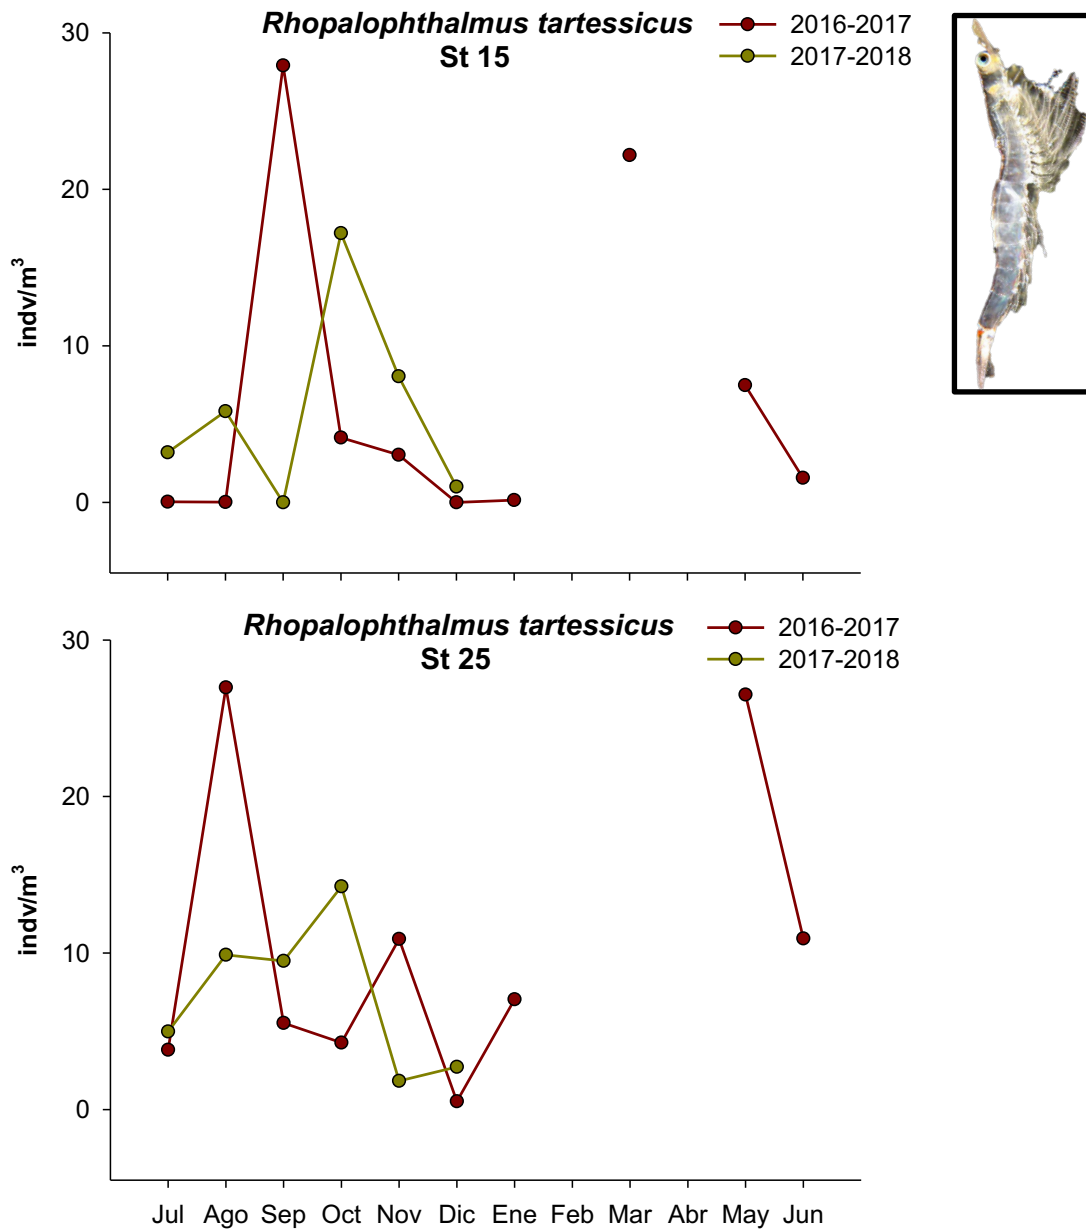 Rhopalophthalmus tartessicus
St 15
2016-2017
2017-2018
30
20
10
0
indv/m³
Rhopalophthalmus tartessicus
St 25
2016-2017
2017-2018
30
20
10
0
indv/m³
Jul Ago Sep Oct Nov Dic Ene Feb Mar Abr May Jun